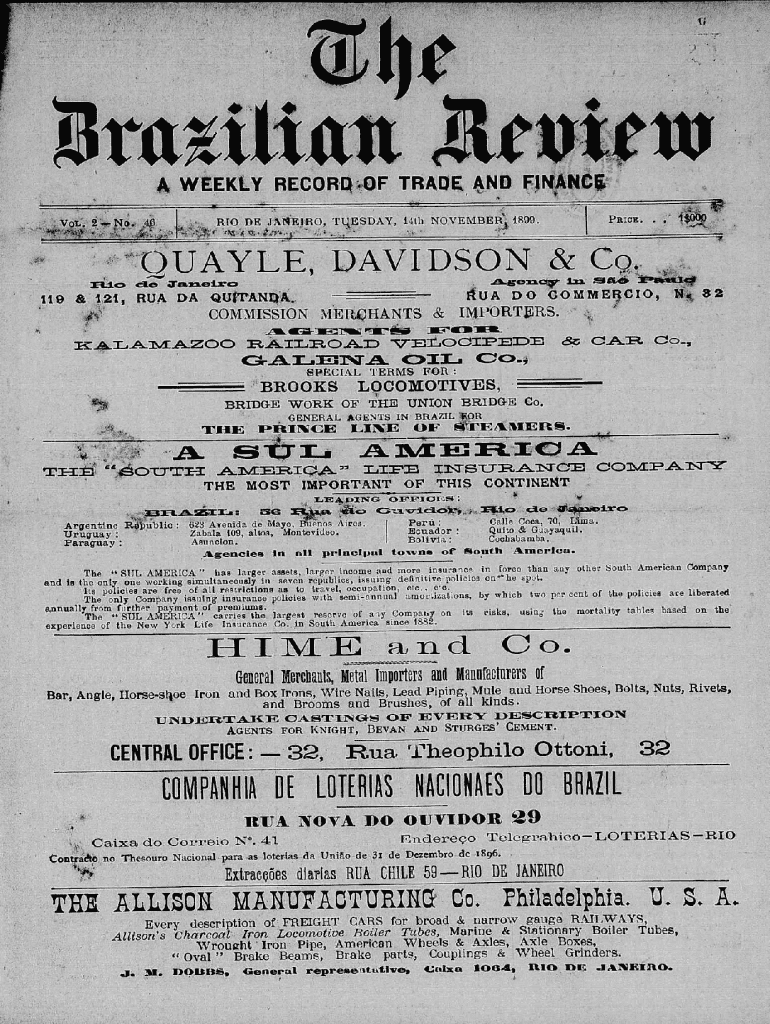 The
Brazilian Review
A WEEKLY RECORD OF TRADE AND FINANCE
VOL. 2—No. 46
RIO DE JANEIRO, TUESDAY, 14th NOVEMBER, 1899.
PRICE. . . 1$000
QUAYLE, DAVIDSON & Co.
Rio de Janeiro
Agency in São Paulo
119 & 121, RUA DA QUITANDA.
RUA DO COMMERCIO, N. 32
COMMISSION MERCHANTS & IMPORTERS.
AGENTS FOR
KALAMAZOO RAILROAD VELOCIPEDE & CAR Co.,
GALENA OIL Co.,
SPECIAL TERMS FOR:
BROOKS LOCOMOTIVES,
BRIDGE WORK OF THE UNION BRIDGE Co.
GENERAL AGENTS IN BRAZIL FOR
THE PRINCE LINE OF STEAMERS.
A SUL AMERICA
THE "SOUTH AMERICA" LIFE INSURANCE COMPANY
THE MOST IMPORTANT OF THIS CONTINENT
LEADING OFFICES:
BRAZIL: 56 Rua do Ouvidor, Rio de Janeiro
Argentine Republic: 623 Avenida de Mayo, Buenos Aires.
Uruguay: Zabala 109, altos, Montevideo.
Paraguay: Asuncion.
Peru: Calle Coca, 70, Lima.
Ecuador: Quito & Guayaquil.
Bolivia: Cochabamba.
Agencies in all principal towns of South America.
The "SUL AMERICA" has larger assets, larger income and more insurance in force than any other South American Company
and is the only one working simultaneously in seven republics, issuing definitive policies on the spot.
Its policies are free of all restrictions as to travel, occupation, etc., etc.
The only Company issuing insurance policies with semi-annual amortizations, by which two per cent of the policies are liberated
annually from further payment of premiums.
The "SUL AMERICA" carries the largest reserve of any Company on its risks, using the mortality tables based on the
experience of the New York Life Insurance Co. in South America since 1882.
HIME and Co.
General Merchants, Metal Importers and Manufacturers of
Bar, Angle, Horse-shoe Iron and Box Irons, Wire Nails, Lead Piping, Mule and Horse Shoes, Bolts, Nuts, Rivets,
and Brooms and Brushes, of all kinds.
UNDERTAKE CASTINGS OF EVERY DESCRIPTION
AGENTS FOR KNIGHT, BEVAN AND STURGES' CEMENT.
CENTRAL OFFICE: — 32, Rua Theophilo Ottoni, 32
COMPANHIA DE LOTERIAS NACIONAES DO BRAZIL
RUA NOVA DO OUVIDOR 29
Caixa do Correio Nº. 41
Endereço Telegrahico—LOTERIAS—RIO
Contracto no Thesouro Nacional para as loterias da União de 31 de Dezembro de 1896.
Extracções diarias RUA CHILE 59—RIO DE JANEIRO
THE ALLISON MANUFACTURING Co. Philadelphia. U. S. A.
Every description of FREIGHT CARS for broad & narrow gauge RAILWAYS,
Allison's Charcoal Iron Locomotive Boiler Tubes, Marine & Stationary Boiler Tubes,
Wrought Iron Pipe, American Wheels & Axles, Axle Boxes,
"Oval" Brake Beams, Brake parts, Couplings & Wheel Grinders.
J. M. DOBBS, General representative, Caixa 1064, RIO DE JANEIRO.